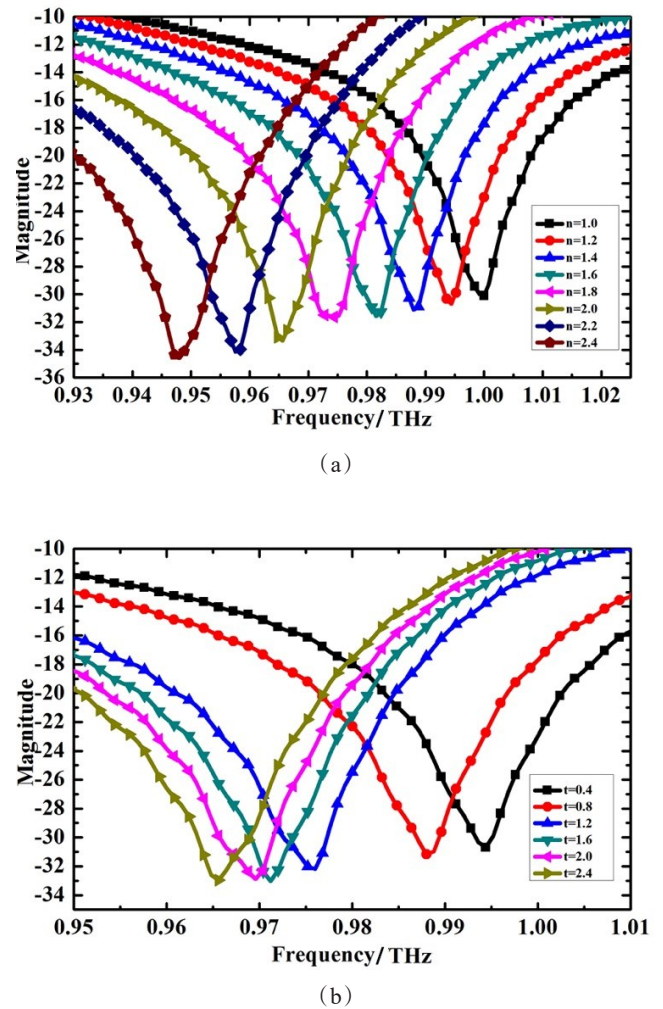 -10
-12
-14
-16
-18
-20
-22
-24
-26
-28
-30
-32
-34
-36
Magnitude
n=1.0
n=1.2
n=1.4
n=1.6
n=1.8
n=2.0
n=2.2
n=2.4
0.93 0.94 0.95 0.96 0.97 0.98 0.99 1.00 1.01 1.02
Frequency/THz
(a)
-10
-12
-14
-16
-18
-20
-22
-24
-26
-28
-30
-32
-34
Magnitude
t=0.4
t=0.8
t=1.2
t=1.6
t=2.0
t=2.4
0.95 0.96 0.97 0.98 0.99 1.00 1.01
Frequency/THz
(b)